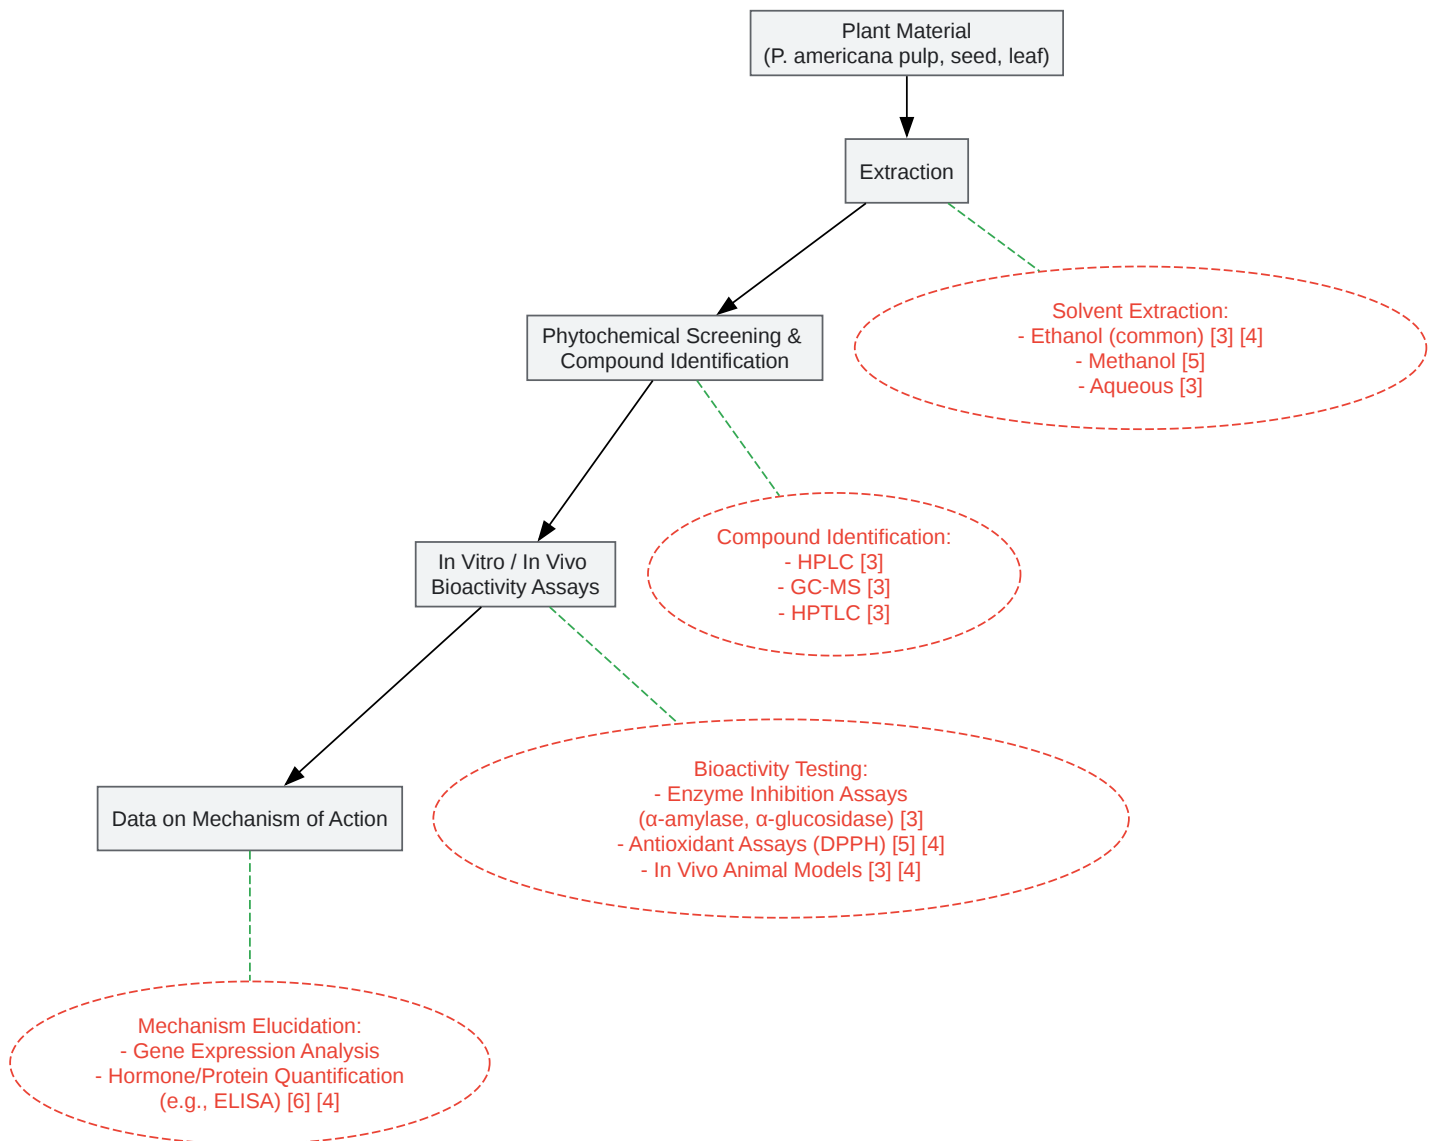 Plant Material
(P. americana pulp, seed, leaf)
Extraction
Solvent Extraction:
- Ethanol (common) [3] [4]
- Methanol [5]
- Aqueous [3]
Phytochemical Screening &
Compound Identification
Compound Identification:
- HPLC [3]
- GC-MS [3]
- HPTLC [3]
In Vitro / In Vivo
Bioactivity Assays
Bioactivity Testing:
- Enzyme Inhibition Assays
(α-amylase, α-glucosidase) [3]
- Antioxidant Assays (DPPH) [5] [4]
- In Vivo Animal Models [3] [4]
Data on Mechanism of Action
Mechanism Elucidation:
- Gene Expression Analysis
- Hormone/Protein Quantification
(e.g., ELISA) [6] [4]